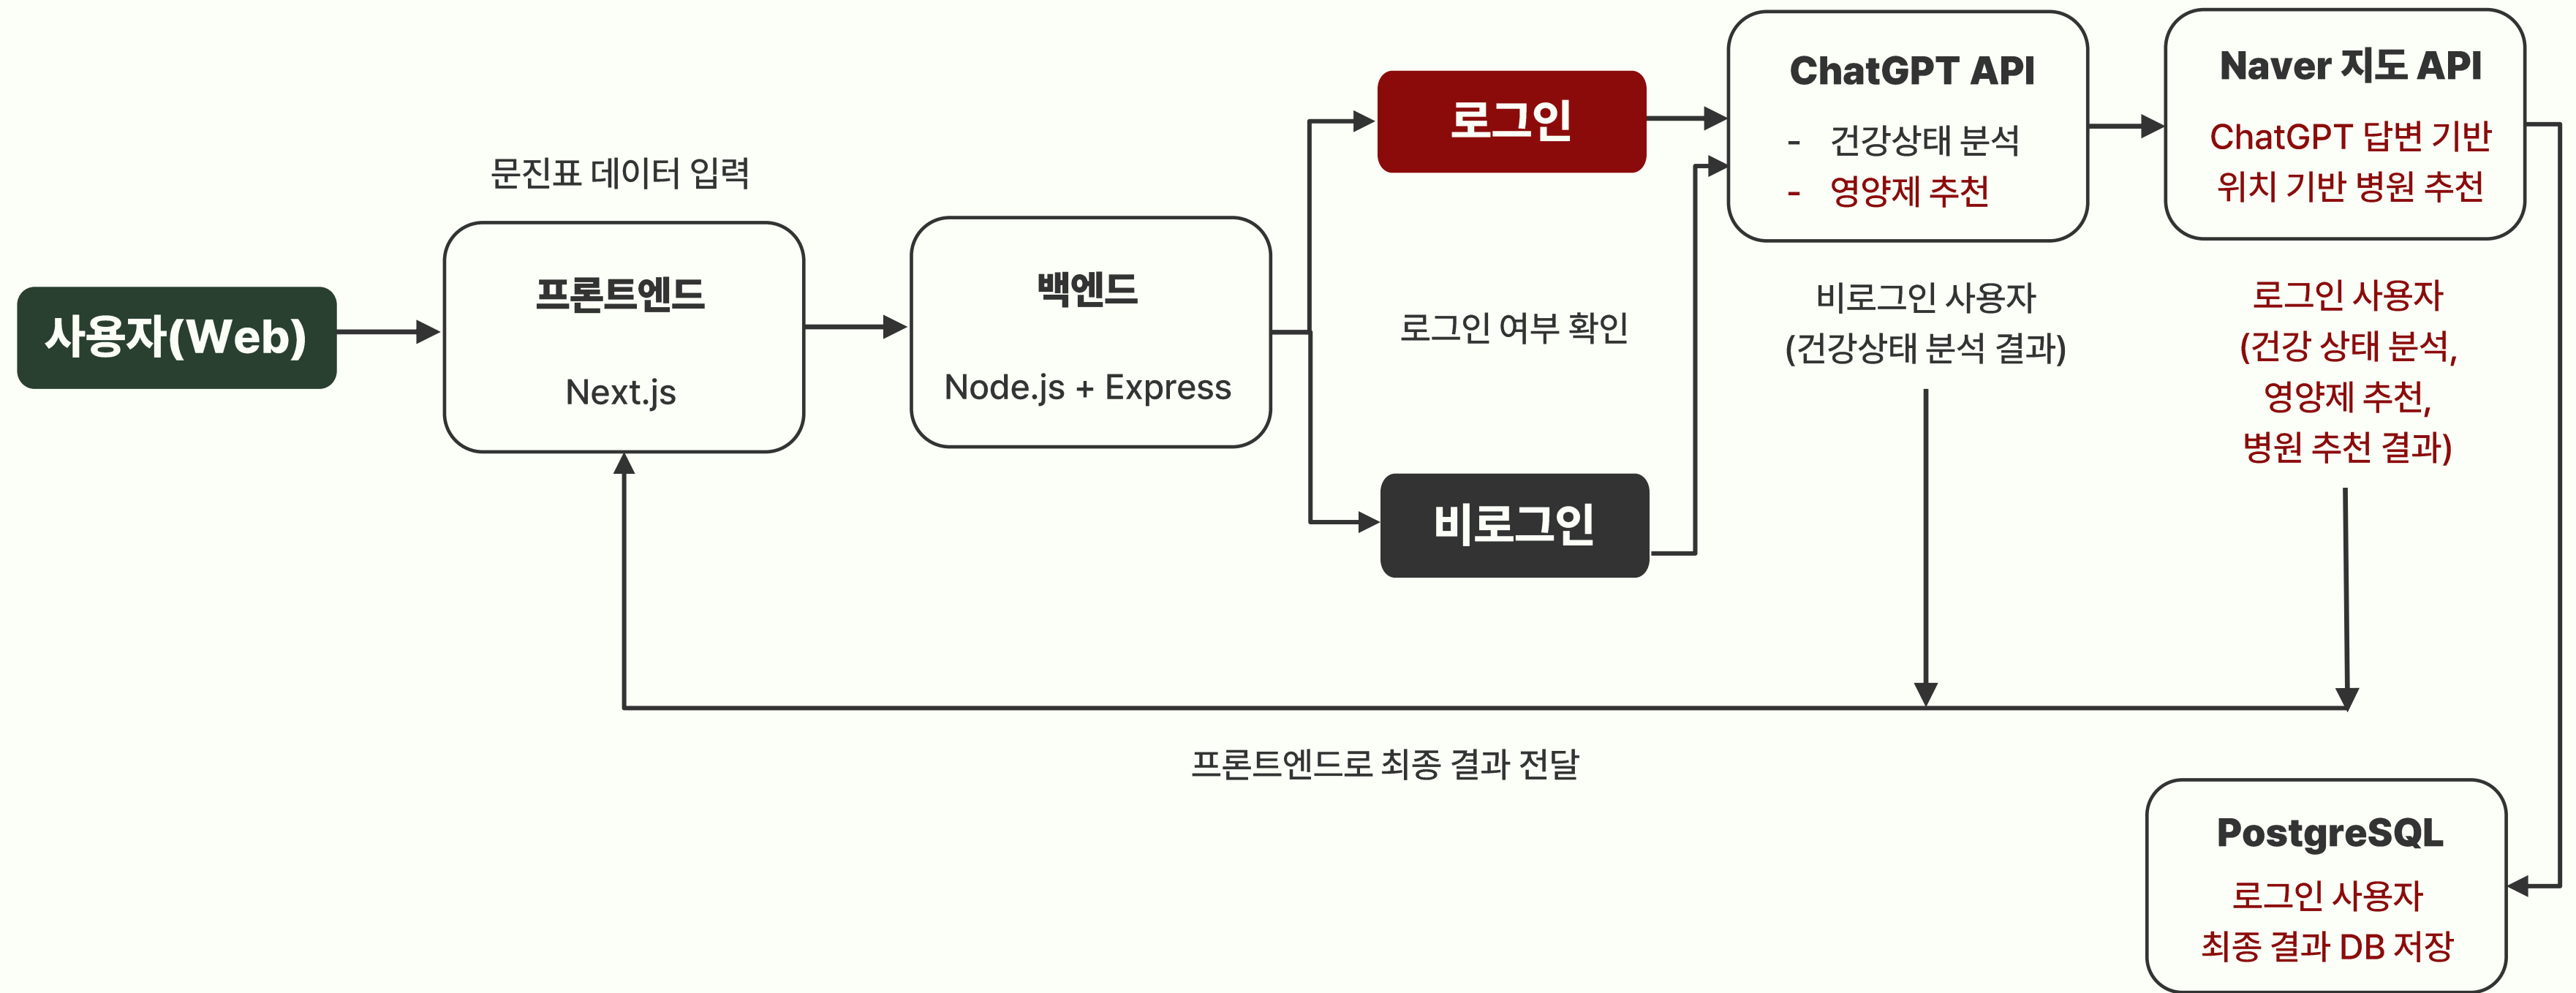 사용자(Web)
문진표 데이터 입력
프론트엔드
Next.js
백엔드
Node.js + Express
로그인
로그인 여부 확인
비로그인
ChatGPT API
- 건강상태 분석
- 영양제 추천
비로그인 사용자
(건강상태 분석 결과)
Naver 지도 API
ChatGPT 답변 기반
위치 기반 병원 추천
로그인 사용자
(건강 상태 분석,
영양제 추천,
병원 추천 결과)
프론트엔드로 최종 결과 전달
PostgreSQL
로그인 사용자
최종 결과 DB 저장